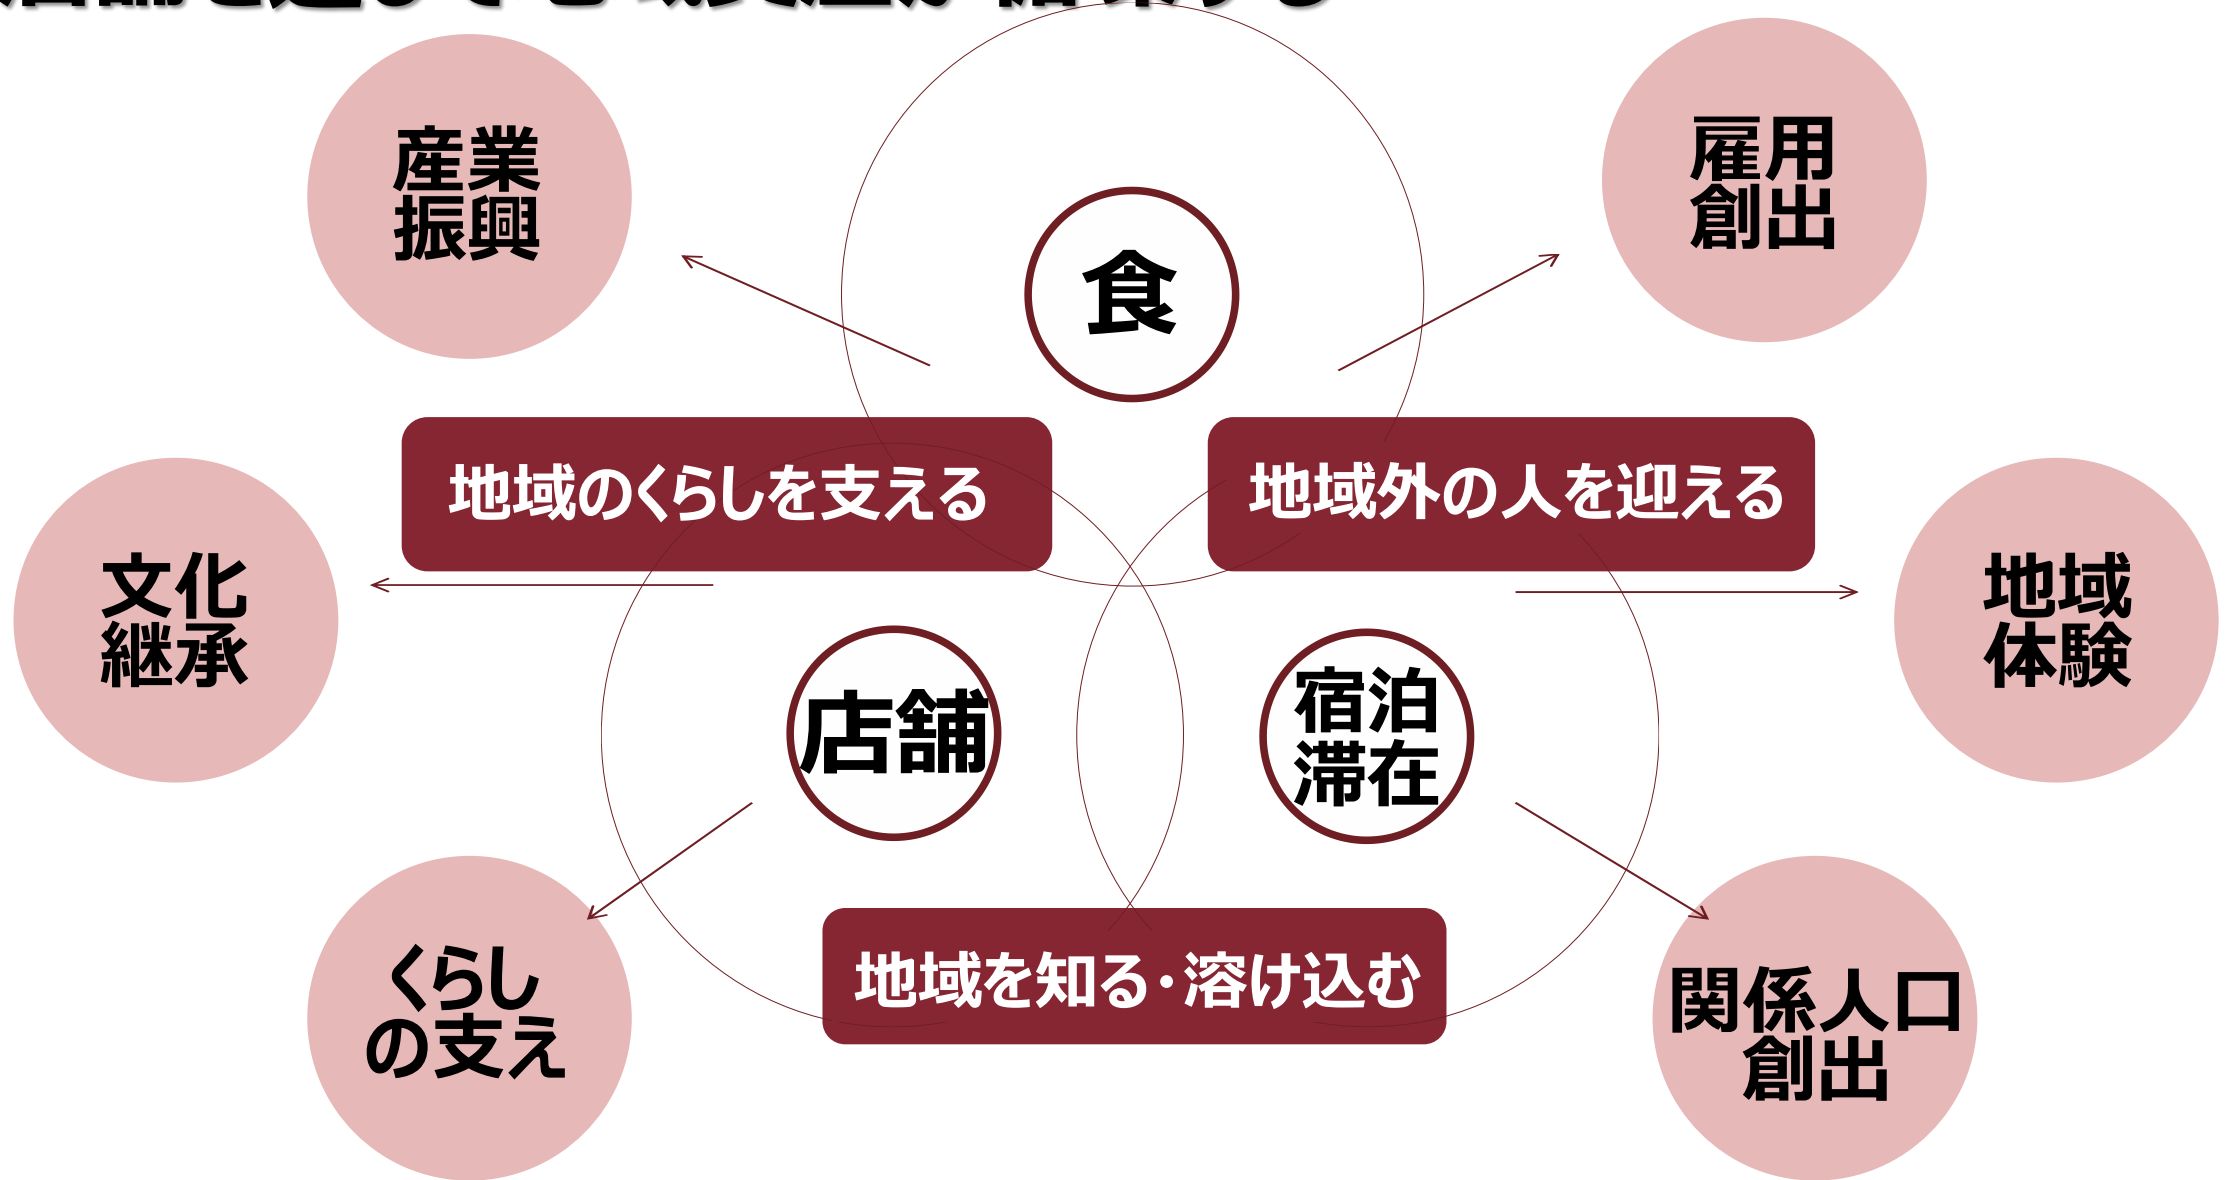 産業
振興
雇用
創出
食
地域のくらしを支える
地域外の人を迎える
文化
継承
地域
体験
店舗
宿泊
滞在
地域を知る・溶け込む
くらし
の支え
関係人口
創出